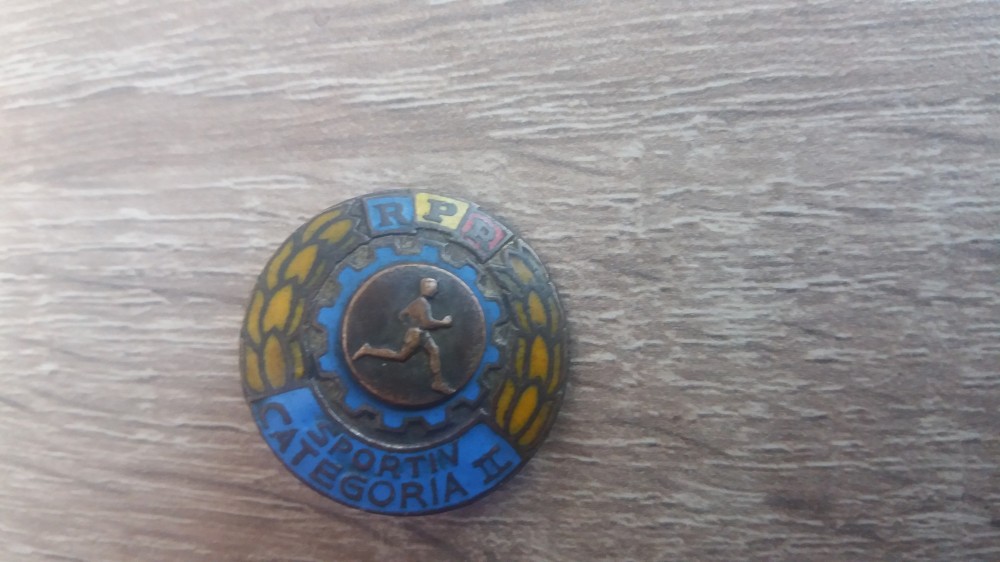 RPR
SPORTIV
CATEGORIA II